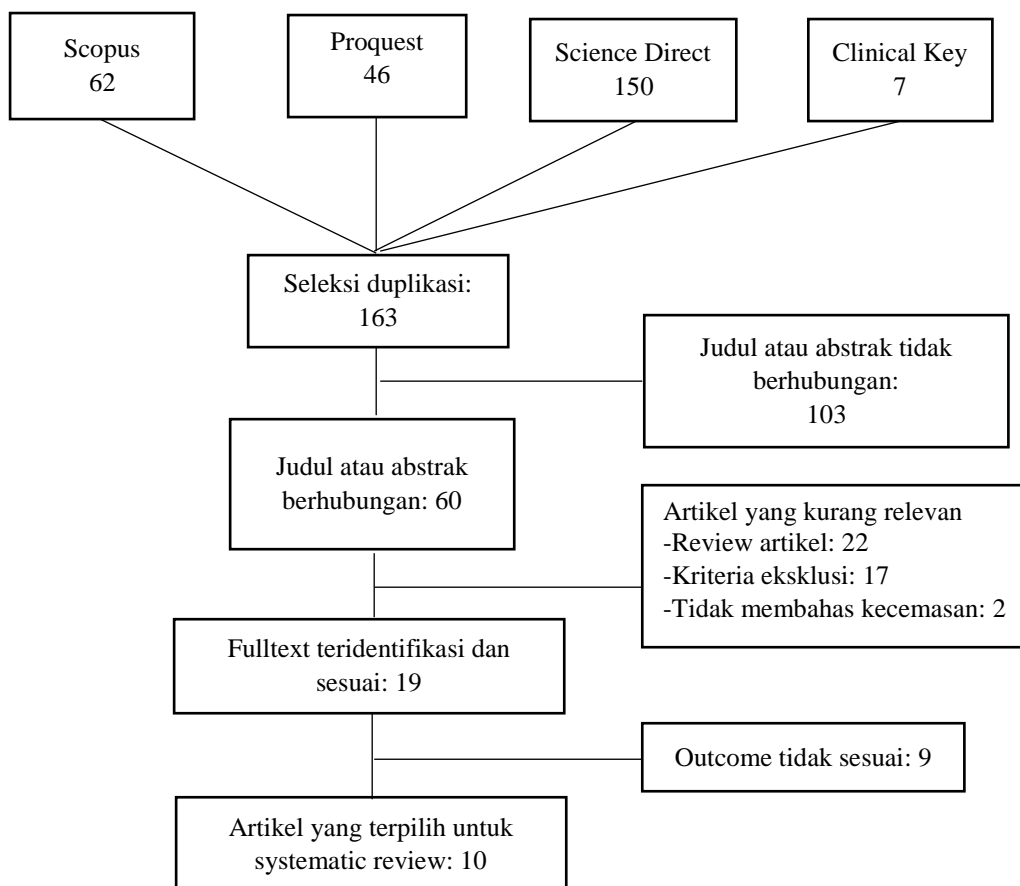 Scopus
62
Proquest
46
Science Direct
150
Clinical Key
7
Seleksi duplikasi:
163
Judul atau abstrak tidak
berhubungan:
103
Judul atau abstrak
berhubungan: 60
Artikel yang kurang relevan
-Review artikel: 22
-Kriteria eksklusi: 17
-Tidak membahas kecemasan: 2
Fulltext teridentifikasi dan
sesuai: 19
Outcome tidak sesuai: 9
Artikel yang terpilih untuk
systematic review: 10